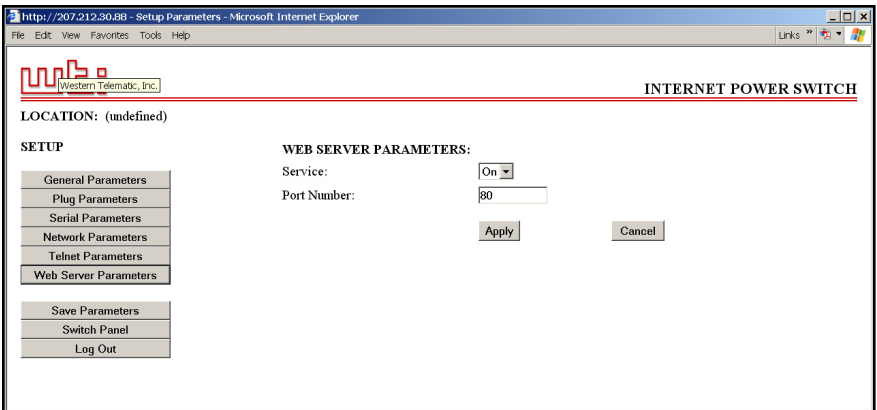 http://207.212.30.88 - Setup Parameters - Microsoft Internet Explorer
File Edit View Favorites Tools Help Links »
wti
Western Telematic, Inc.
INTERNET POWER SWITCH
LOCATION: (undefined)
SETUP
WEB SERVER PARAMETERS:
General Parameters
Service: On
Plug Parameters
Port Number: 80
Serial Parameters
Network Parameters
Apply Cancel
Telnet Parameters
Web Server Parameters
Save Parameters
Switch Panel
Log Out